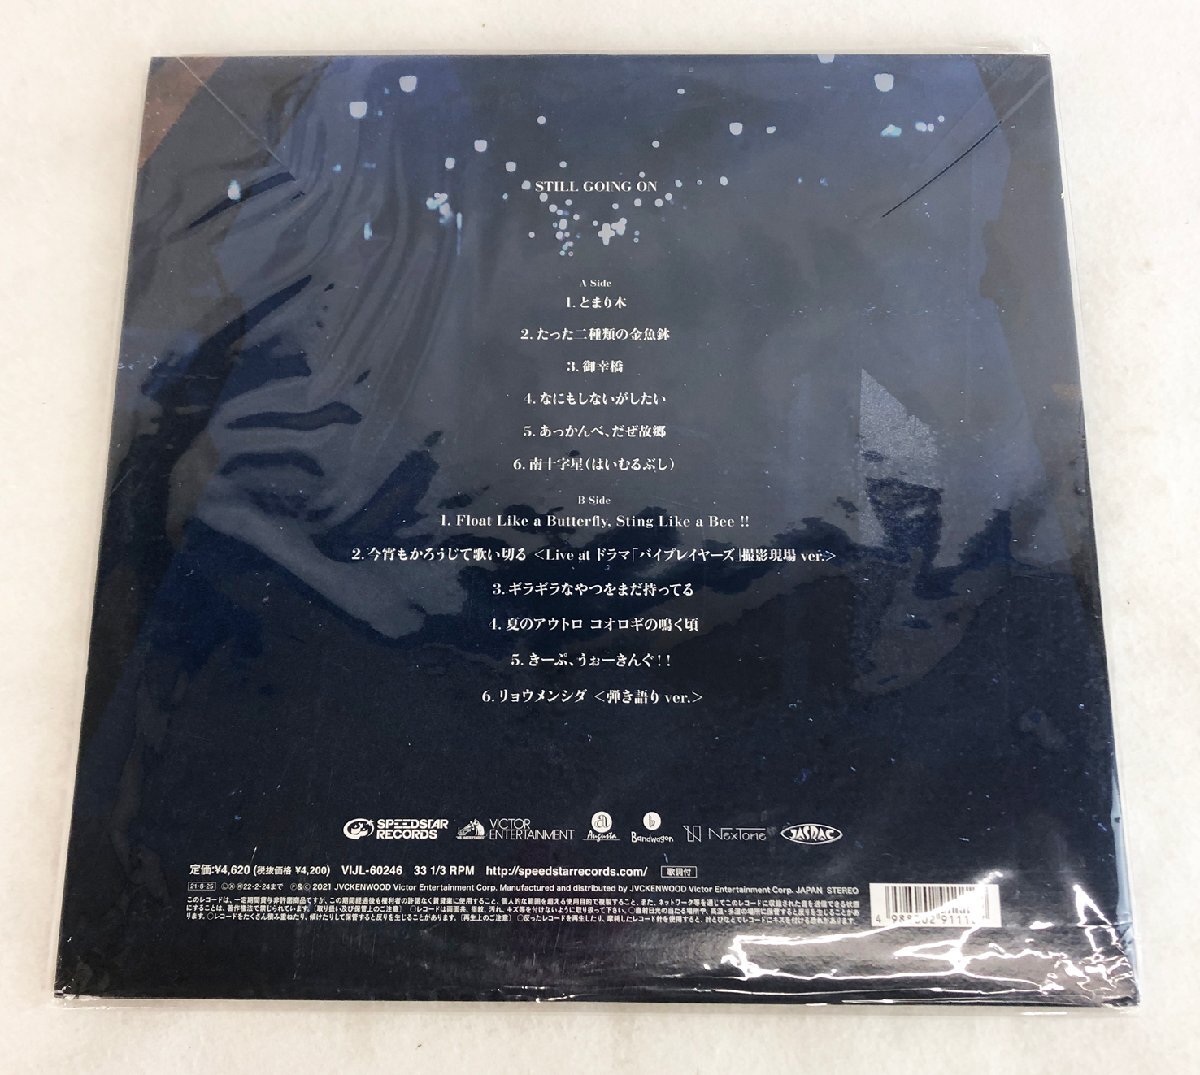 STILL GOING ON
A Side
1. とまり木
2. たった二種類の金魚鉢
3. 御幸橋
4. なにもしないがしたい
5. あっかんべ、だぜ故郷
6. 南十字星(はいむるぶし)
B Side
1. Float Like a Butterfly, Sting Like a Bee !!
2. 今宵もかろうじて歌い切る <Live at ドラマ「バイプレイヤーズ」撮影現場 ver.>
3. ギラギラなやつをまだ持ってる
4. 夏のアウトロ コオロギの鳴く頃
5. きーぷ、うぉーきんぐ!!
6. リョウメンシダ <弾き語り ver.>
SPEEDSTAR RECORDS VICTOR ENTERTAINMENT Augusta Bandwagon NexTone JASRAC
定価:¥4,620 (税抜価格 ¥4,200) VIJL-60246 33 1/3 RPM http://speedstarrecords.com/ 歌詞付
21・8・25 22・2・24まで Ⓟ&Ⓒ 2021 JVCKENWOOD Victor Entertainment Corp. Manufactured and distributed by JVCKENWOOD Victor Entertainment Corp. JAPAN STEREO